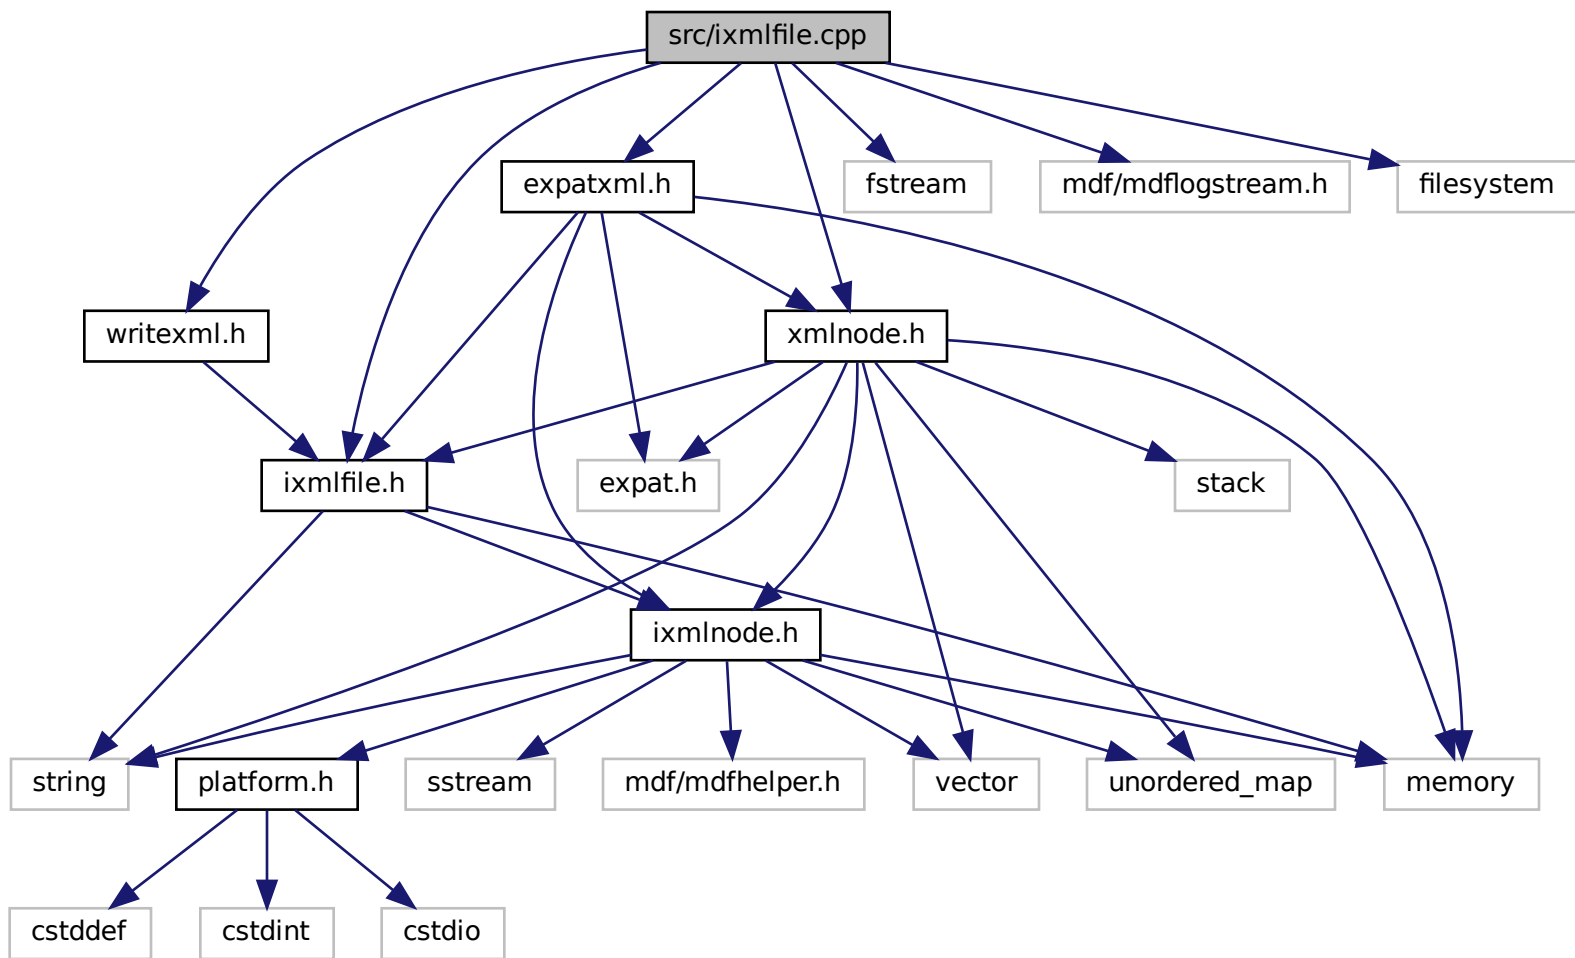 src/ixmlfile.cpp
expatxml.h
fstream
mdf/mdflogstream.h
filesystem
writexml.h
xmlnode.h
ixmlfile.h
expat.h
stack
ixmlnode.h
string
platform.h
sstream
mdf/mdfhelper.h
vector
unordered_map
memory
cstddef
cstdint
cstdio